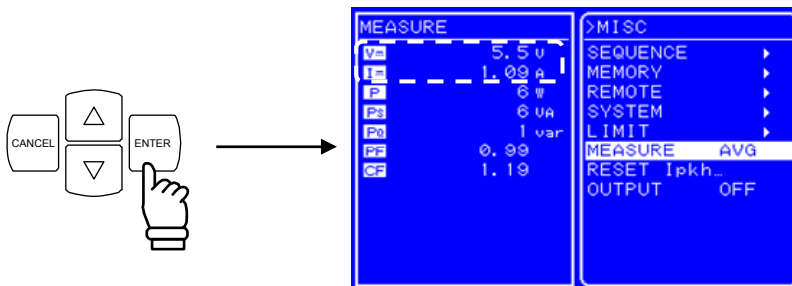 CANCEL
△
▽
ENTER
MEASURE
V= 5.5 V
I= 1.09 A
P 6 W
Ps 6 VA
PQ 1 var
PF 0.99
CF 1.19
>MISC
SEQUENCE
MEMORY
REMOTE
SYSTEM
LIMIT
MEASURE AVG
RESET Ipkh…
OUTPUT OFF